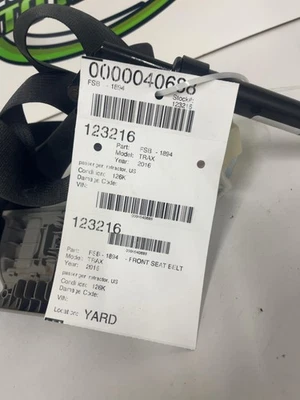 0000040688
FSB - 1894
Stock#:
123216
123216
Part: FSB - 1894
Model: TRAX
Year: 2016
passenger retractor, US
Condition: 126K
Damage Code:
VIN:
123216
Part: FSB - 1894 - FRONT SEAT BELT
Model: TRAX
Year: 2016
passenger retractor, US
Condition: 126K
Damage Code:
VIN:
Location: YARD